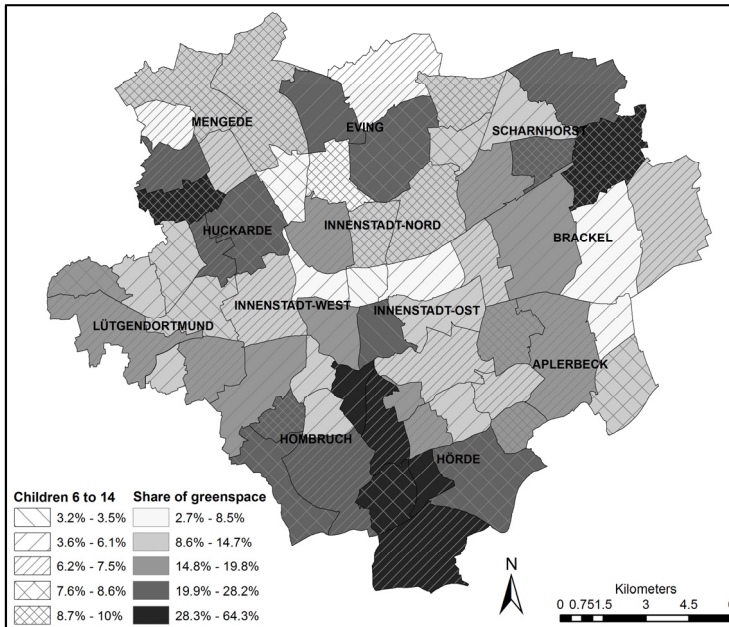 MENGEDE
EVING
SCHARNHORST
HUCKARDE
INNENSTADT-NORD
BRACKEL
LÜTGENDORTMUND
INNENSTADT-WEST
INNENSTADT-OST
APLERBECK
HOMBRUCH
HÖRDE
Children 6 to 14 Share of greenspace
3.2% - 3.5% 2.7% - 8.5%
3.6% - 6.1% 8.6% - 14.7%
6.2% - 7.5% 14.8% - 19.8%
7.6% - 8.6% 19.9% - 28.2%
8.7% - 10% 28.3% - 64.3%
N
Kilometers
0 0.75 1.5 3 4.5